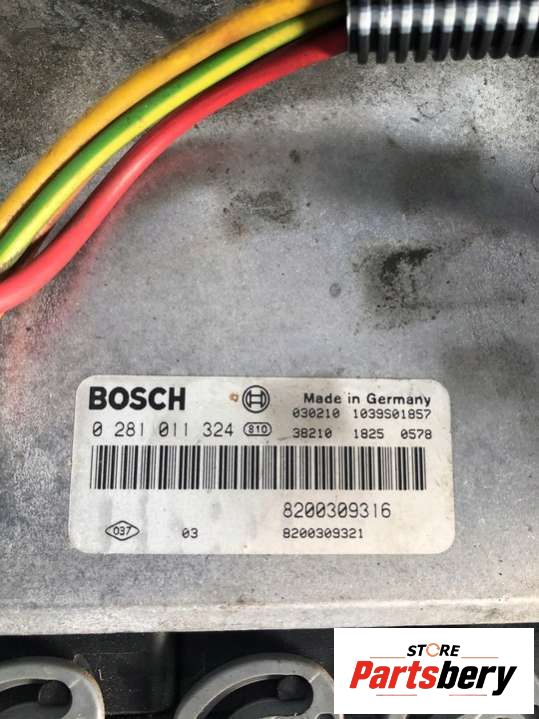 BOSCH
Made in Germany
030210 1039S01857
0 281 011 324 810
38210 1825 0578
8200309316
037 03 8200309321
STORE
Partsbery